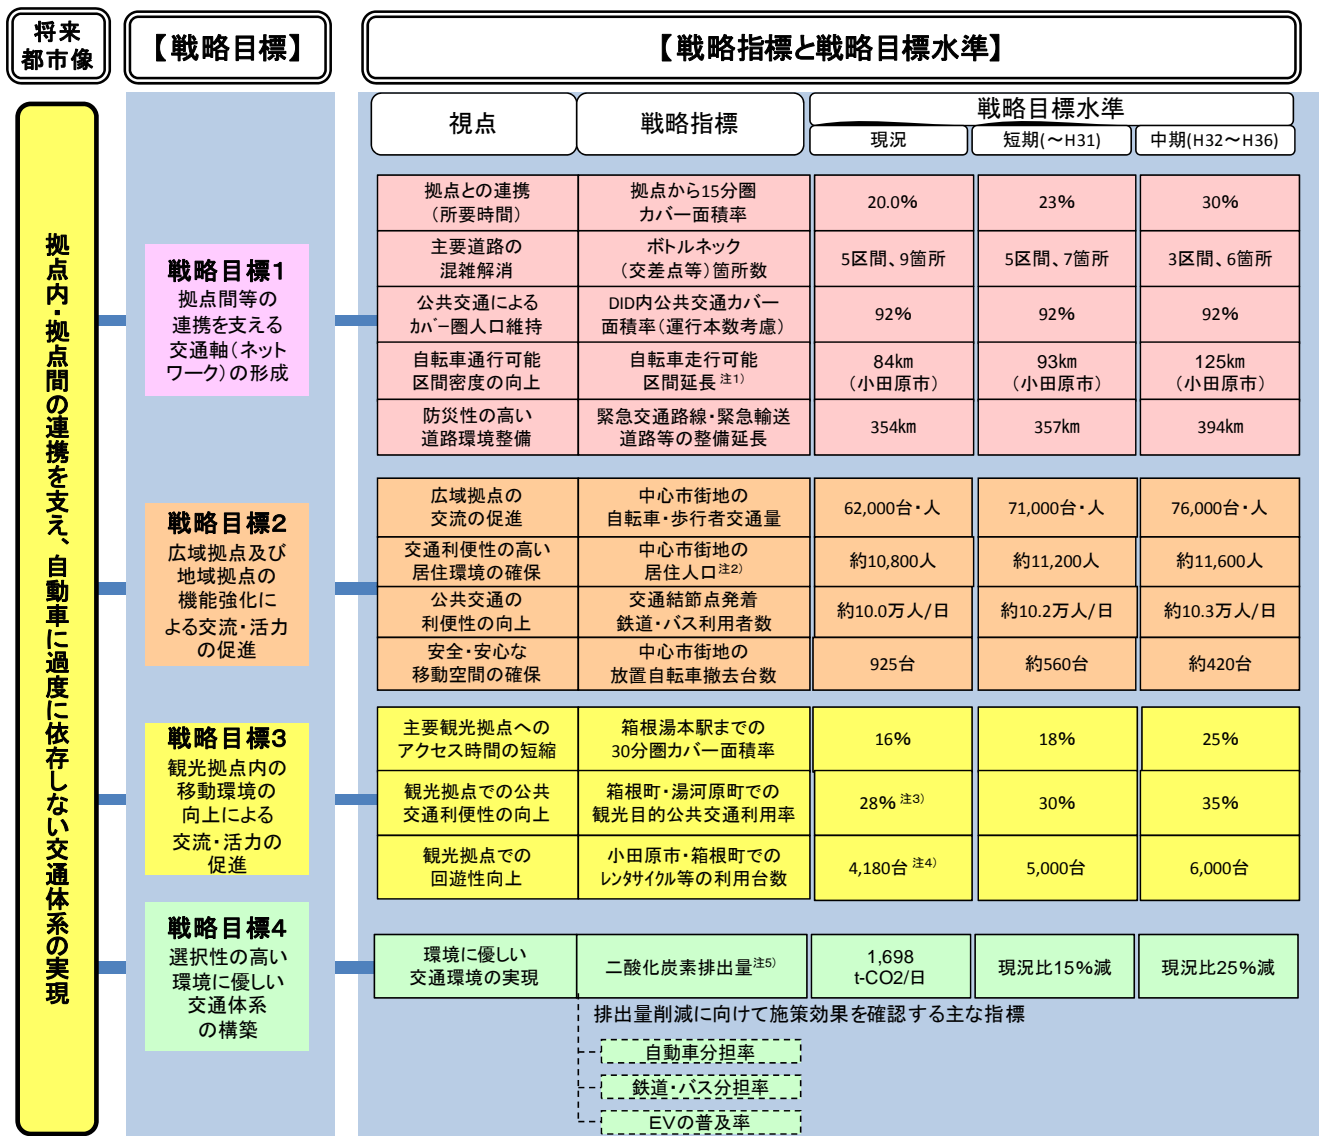 将来
都市像
【戦略目標】
【戦略指標と戦略目標水準】
拠点内・拠点間の連携を支え、自動車に過度に依存しない交通体系の実現
視点
戦略指標
戦略目標水準
現況
短期(～H31)
中期(H32～H36)
戦略目標1
拠点間等の
連携を支える
交通軸(ネット
ワーク)の形成
拠点との連携
(所要時間)
拠点から15分圏
カバー面積率
20.0%
23%
30%
主要道路の
混雑解消
ボトルネック
(交差点等)箇所数
5区間、9箇所
5区間、7箇所
3区間、6箇所
公共交通による
ｶﾊﾞｰ圏人口維持
DID内公共交通カバー
面積率(運行本数考慮)
92%
92%
92%
自転車通行可能
区間密度の向上
自転車走行可能
区間延長注1)
84km
(小田原市)
93km
(小田原市)
125km
(小田原市)
防災性の高い
道路環境整備
緊急交通路線・緊急輸送
道路等の整備延長
354㎞
357㎞
394㎞
戦略目標2
広域拠点及び
地域拠点の
機能強化に
よる交流・活力
の促進
広域拠点の
交流の促進
中心市街地の
自転車・歩行者交通量
62,000台・人
71,000台・人
76,000台・人
交通利便性の高い
居住環境の確保
中心市街地の
居住人口注2)
約10,800人
約11,200人
約11,600人
公共交通の
利便性の向上
交通結節点発着
鉄道・バス利用者数
約10.0万人/日
約10.2万人/日
約10.3万人/日
安全・安心な
移動空間の確保
中心市街地の
放置自転車撤去台数
925台
約560台
約420台
戦略目標3
観光拠点内の
移動環境の
向上による
交流・活力の
促進
主要観光拠点への
アクセス時間の短縮
箱根湯本駅までの
30分圏カバー面積率
16%
18%
25%
観光拠点での公共
交通利便性の向上
箱根町・湯河原町での
観光目的公共交通利用率
28% 注3)
30%
35%
観光拠点での
回遊性向上
小田原市・箱根町での
ﾚﾝﾀｻｲｸﾙ等の利用台数
4,180台 注4)
5,000台
6,000台
戦略目標4
選択性の高い
環境に優しい
交通体系
の構築
環境に優しい
交通環境の実現
二酸化炭素排出量注5)
1,698
t-CO2/日
現況比15%減
現況比25%減
排出量削減に向けて施策効果を確認する主な指標
自動車分担率
鉄道・バス分担率
EVの普及率